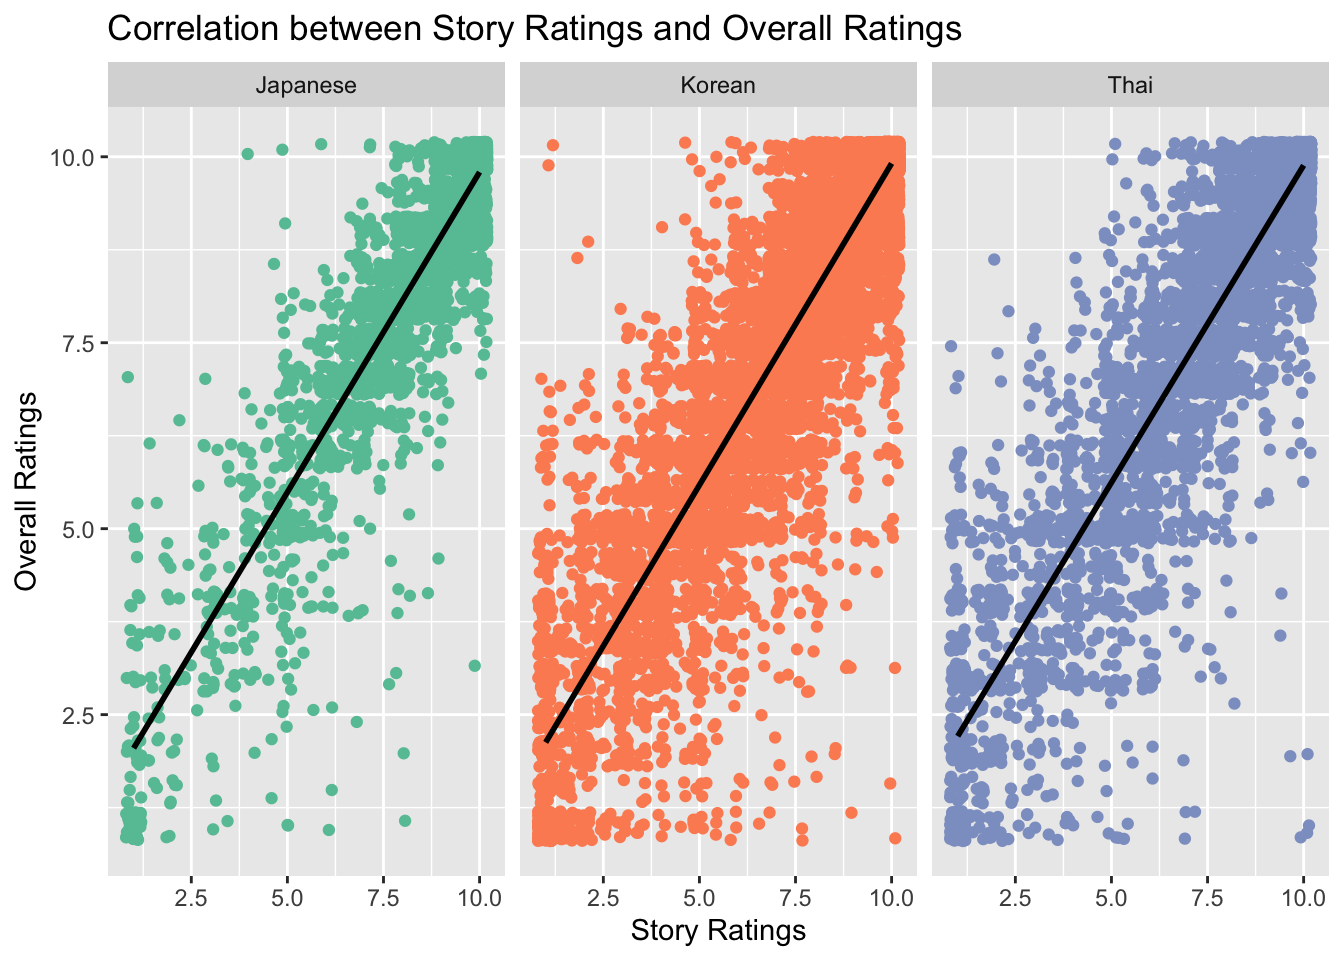 Correlation between Story Ratings and Overall Ratings
Japanese
Korean
Thai
Overall Ratings
10.0
7.5
5.0
2.5
2.5 5.0 7.5 10.0
2.5 5.0 7.5 10.0
2.5 5.0 7.5 10.0
Story Ratings